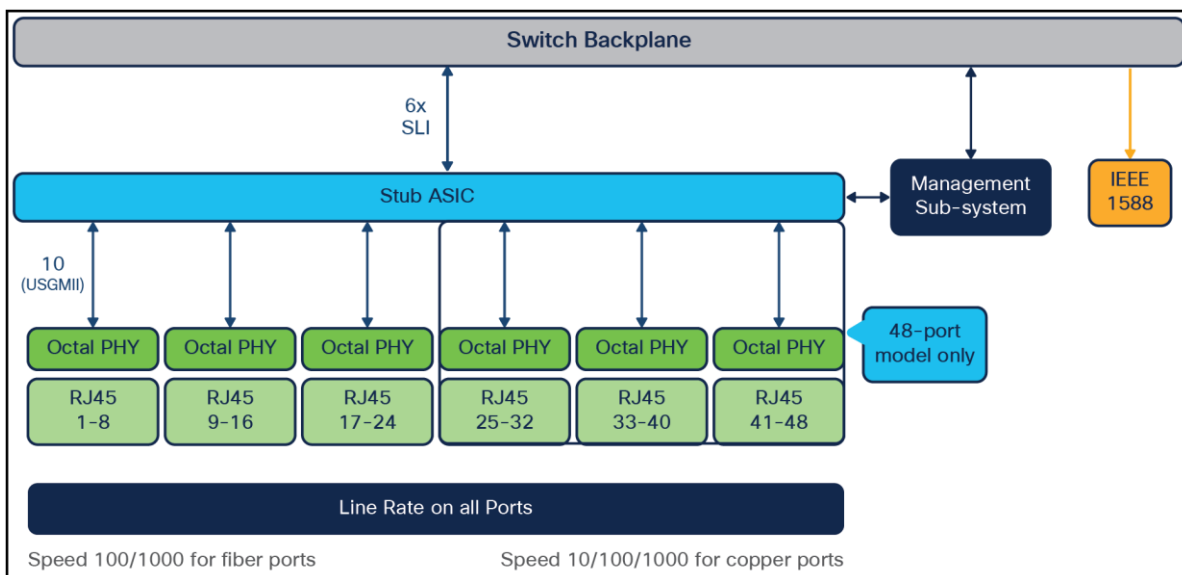 Switch Backplane
6x
SLI
Stub ASIC
Management
Sub-system
IEEE
1588
10
(USGMII)
Octal PHY
Octal PHY
Octal PHY
Octal PHY
Octal PHY
Octal PHY
48-port
model only
RJ45
1-8
RJ45
9-16
RJ45
17-24
RJ45
25-32
RJ45
33-40
RJ45
41-48
Line Rate on all Ports
Speed 100/1000 for fiber ports
Speed 10/100/1000 for copper ports